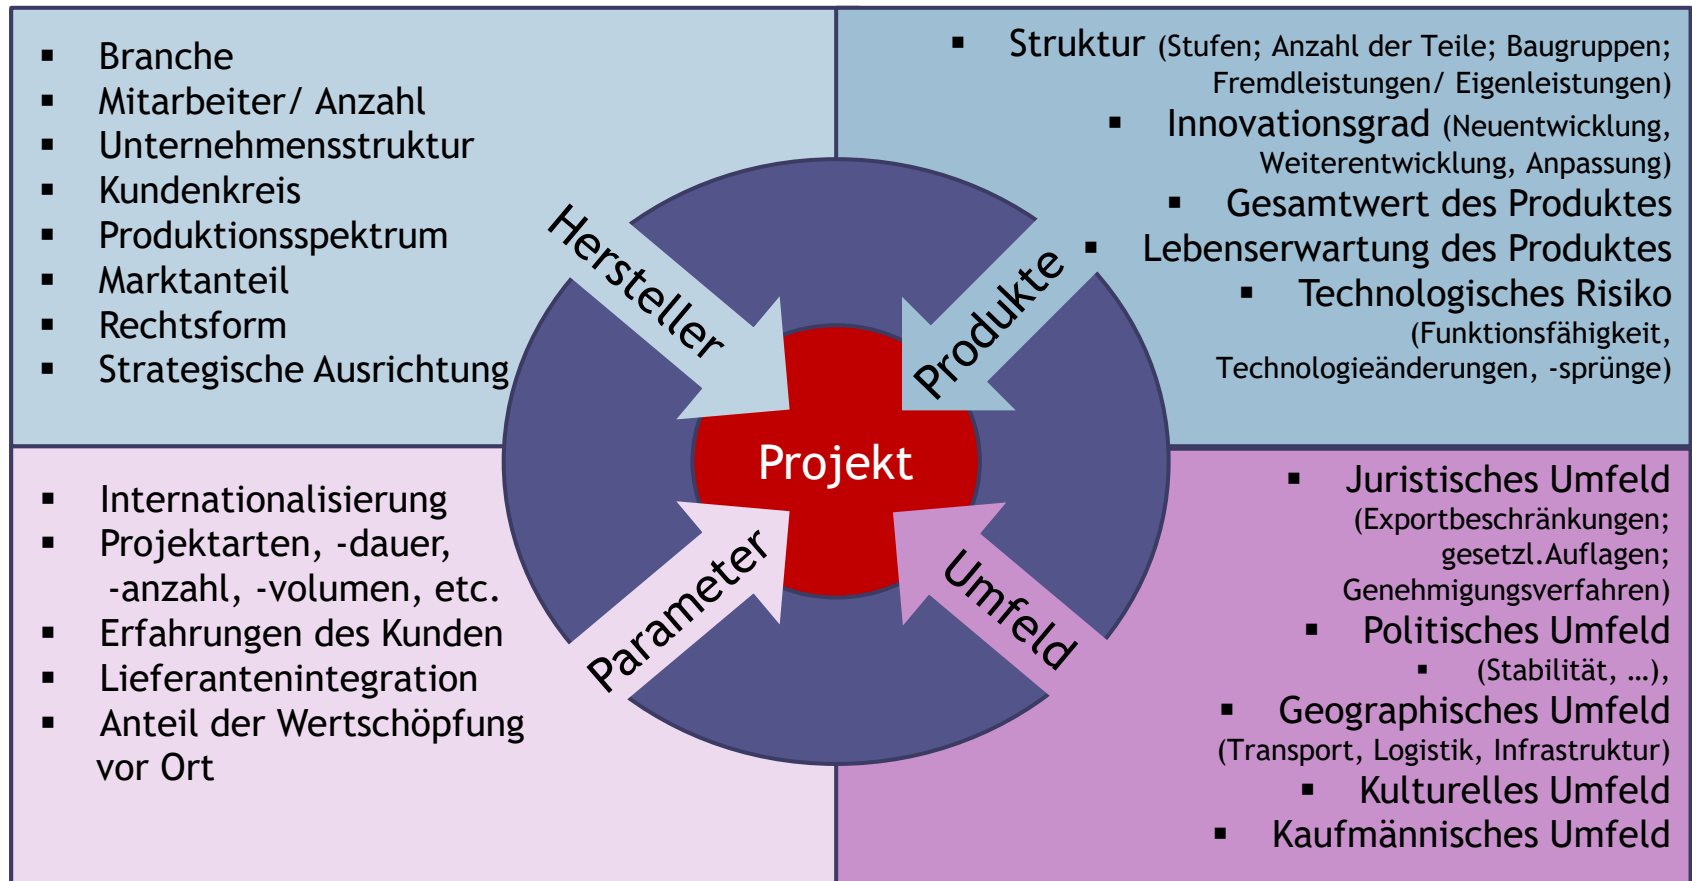 ▪ Branche
▪ Mitarbeiter/ Anzahl
▪ Unternehmensstruktur
▪ Kundenkreis
▪ Produktionsspektrum
▪ Marktanteil
▪ Rechtsform
▪ Strategische Ausrichtung
▪ Struktur (Stufen; Anzahl der Teile; Baugruppen;
Fremdleistungen/ Eigenleistungen)
▪ Innovationsgrad (Neuentwicklung,
Weiterentwicklung, Anpassung)
▪ Gesamtwert des Produktes
▪ Lebenserwartung des Produktes
▪ Technologisches Risiko
(Funktionsfähigkeit,
Technologieänderungen, -sprünge)
Hersteller
Produkte
Projekt
Parameter
Umfeld
▪ Internationalisierung
▪ Projektarten, -dauer,
-anzahl, -volumen, etc.
▪ Erfahrungen des Kunden
▪ Lieferantenintegration
▪ Anteil der Wertschöpfung
vor Ort
▪ Juristisches Umfeld
(Exportbeschränkungen;
gesetzl.Auflagen;
Genehmigungsverfahren)
▪ Politisches Umfeld
▪ (Stabilität, …),
▪ Geographisches Umfeld
(Transport, Logistik, Infrastruktur)
▪ Kulturelles Umfeld
▪ Kaufmännisches Umfeld